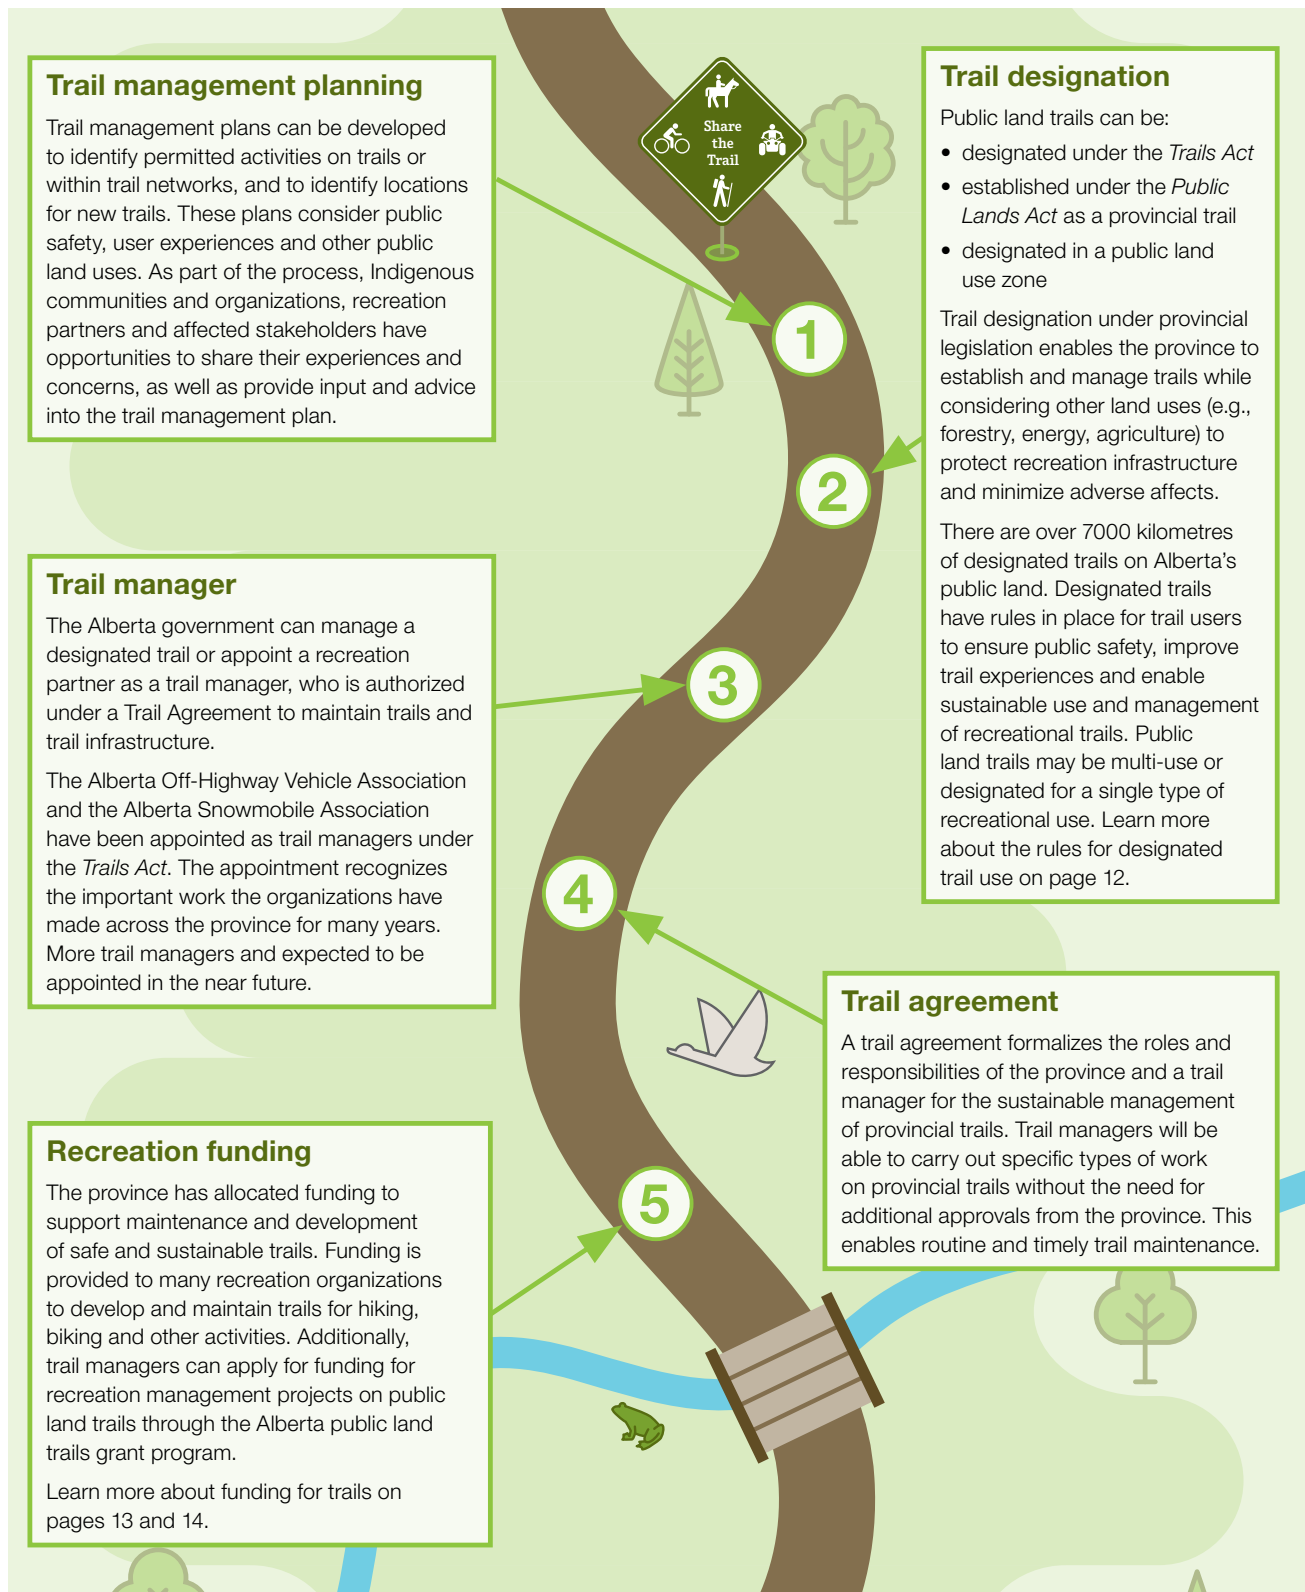 Trail management planning
Trail management plans can be developed
to identify permitted activities on trails or
within trail networks, and to identify locations
for new trails. These plans consider public
safety, user experiences and other public
land uses. As part of the process, Indigenous
communities and organizations, recreation
partners and affected stakeholders have
opportunities to share their experiences and
concerns, as well as provide input and advice
into the trail management plan.
Share
the
Trail
1
Trail designation
Public land trails can be:
• designated under the Trails Act
• established under the Public
Lands Act as a provincial trail
• designated in a public land
use zone
Trail designation under provincial
legislation enables the province to
establish and manage trails while
considering other land uses (e.g.,
forestry, energy, agriculture) to
protect recreation infrastructure
and minimize adverse affects.
There are over 7000 kilometres
of designated trails on Alberta's
public land. Designated trails
have rules in place for trail users
to ensure public safety, improve
trail experiences and enable
sustainable use and management
of recreational trails. Public
land trails may be multi-use or
designated for a single type of
recreational use. Learn more
about the rules for designated
trail use on page 12.
2
Trail manager
The Alberta government can manage a
designated trail or appoint a recreation
partner as a trail manager, who is authorized
under a Trail Agreement to maintain trails and
trail infrastructure.
The Alberta Off-Highway Vehicle Association
and the Alberta Snowmobile Association
have been appointed as trail managers under
the Trails Act. The appointment recognizes
the important work the organizations have
made across the province for many years.
More trail managers and expected to be
appointed in the near future.
3
4
Trail agreement
A trail agreement formalizes the roles and
responsibilities of the province and a trail
manager for the sustainable management
of provincial trails. Trail managers will be
able to carry out specific types of work
on provincial trails without the need for
additional approvals from the province. This
enables routine and timely trail maintenance.
Recreation funding
The province has allocated funding to
support maintenance and development
of safe and sustainable trails. Funding is
provided to many recreation organizations
to develop and maintain trails for hiking,
biking and other activities. Additionally,
trail managers can apply for funding for
recreation management projects on public
land trails through the Alberta public land
trails grant program.
Learn more about funding for trails on
pages 13 and 14.
5